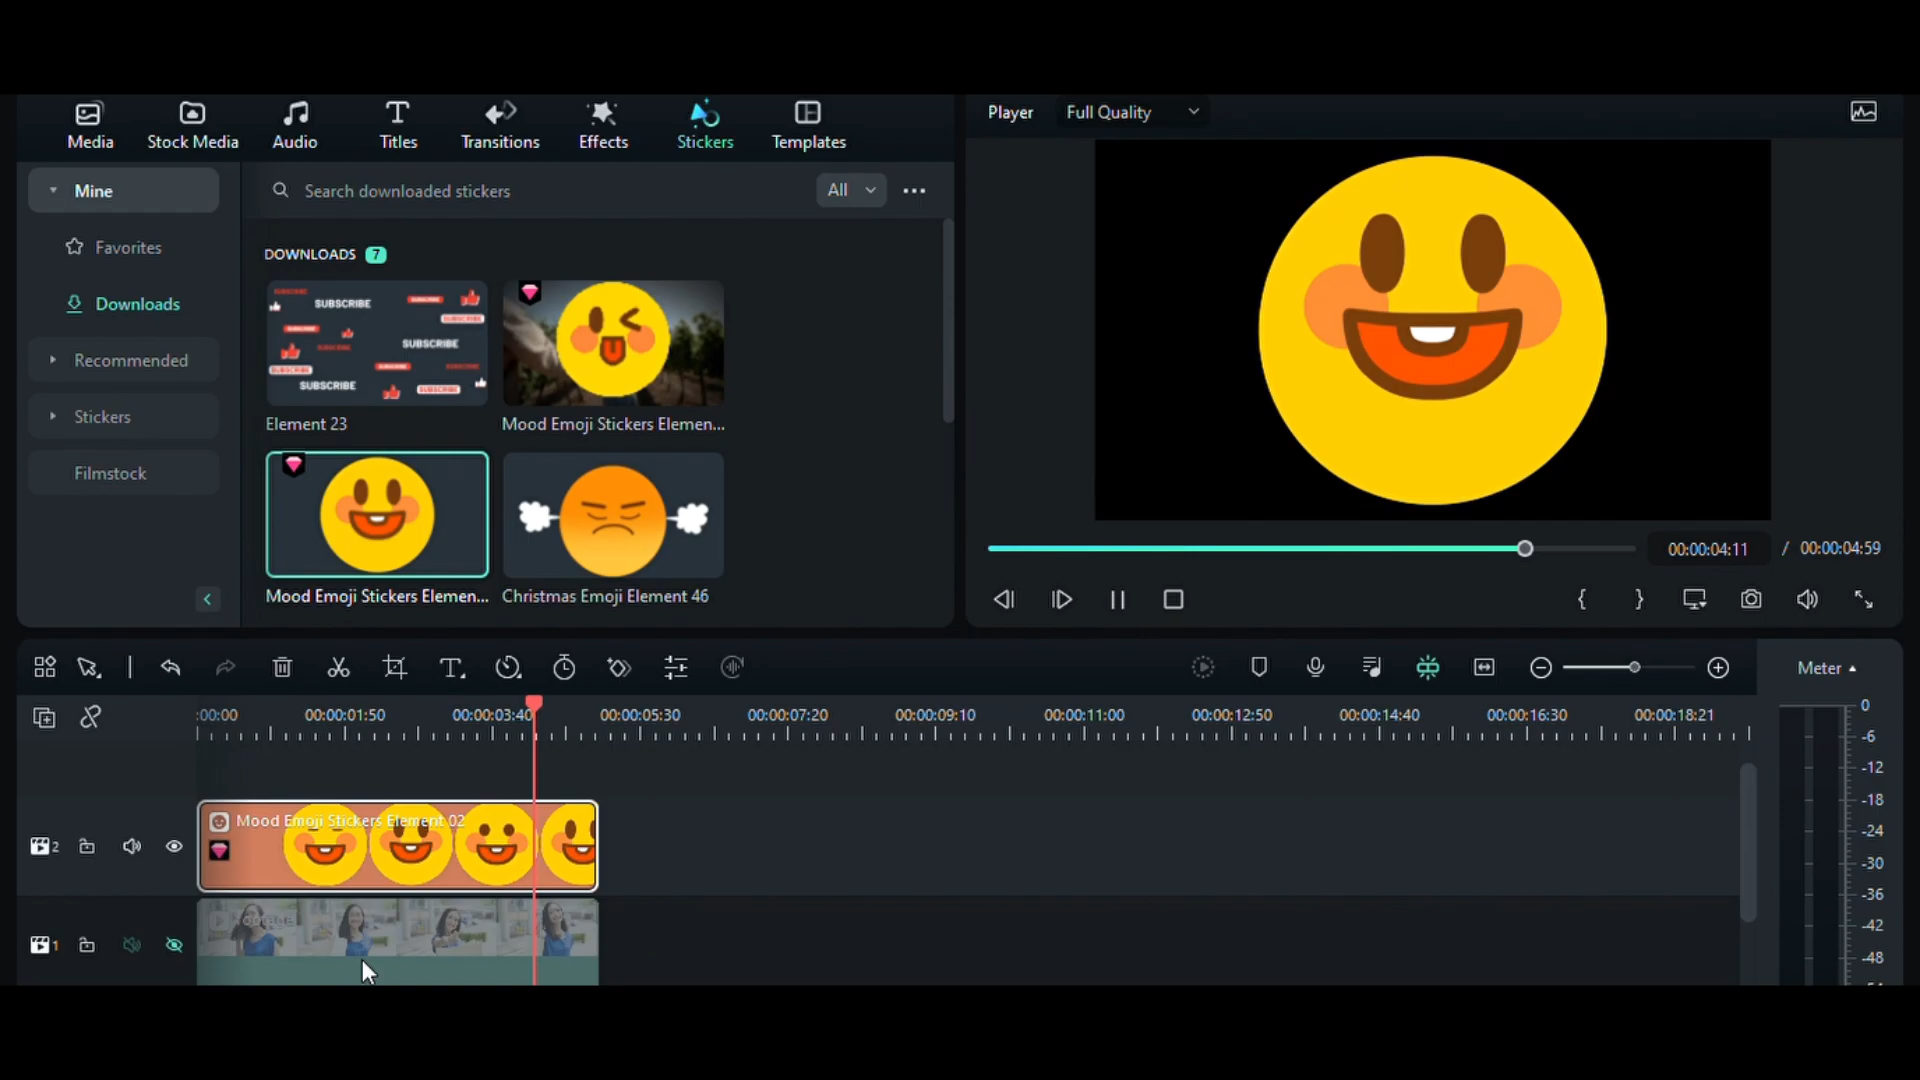 Media Stock Media Audio Titles Transitions Effects Stickers Templates
Player Full Quality
Mine
Search downloaded stickers All
Favorites
Downloads
Recommended
Stickers
Filmstock
DOWNLOADS 7
SUBSCRIBE
SUBSCRIBE
SUBSCRIBE
Element 23
Mood Emoji Stickers Elemen...
Mood Emoji Stickers Elemen...
Christmas Emoji Element 46
00:00:04:11 / 00:00:04:59
Meter
:00:00 00:00:01:50 00:00:03:40 00:00:05:30 00:00:07:20 00:00:09:10 00:00:11:00 00:00:12:50 00:00:14:40 00:00:16:30 00:00:18:21
Mood Emoji Stickers Element 02
2
1
0
-6
-12
-18
-24
-30
-36
-42
-48